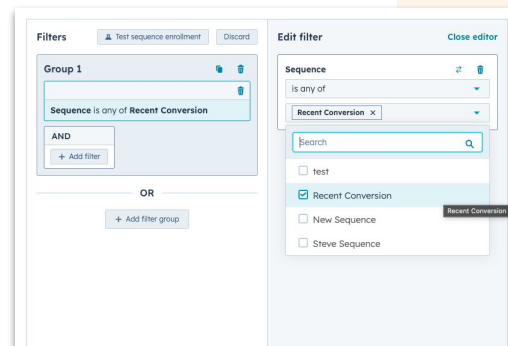 Filters
Test sequence enrollment
Discard
Group 1
Sequence is any of Recent Conversion
AND
+ Add filter
OR
+ Add filter group
Edit filter
Close editor
Sequence
is any of
Recent Conversion ×
Search
test
Recent Conversion
Recent Conversion
New Sequence
Steve Sequence